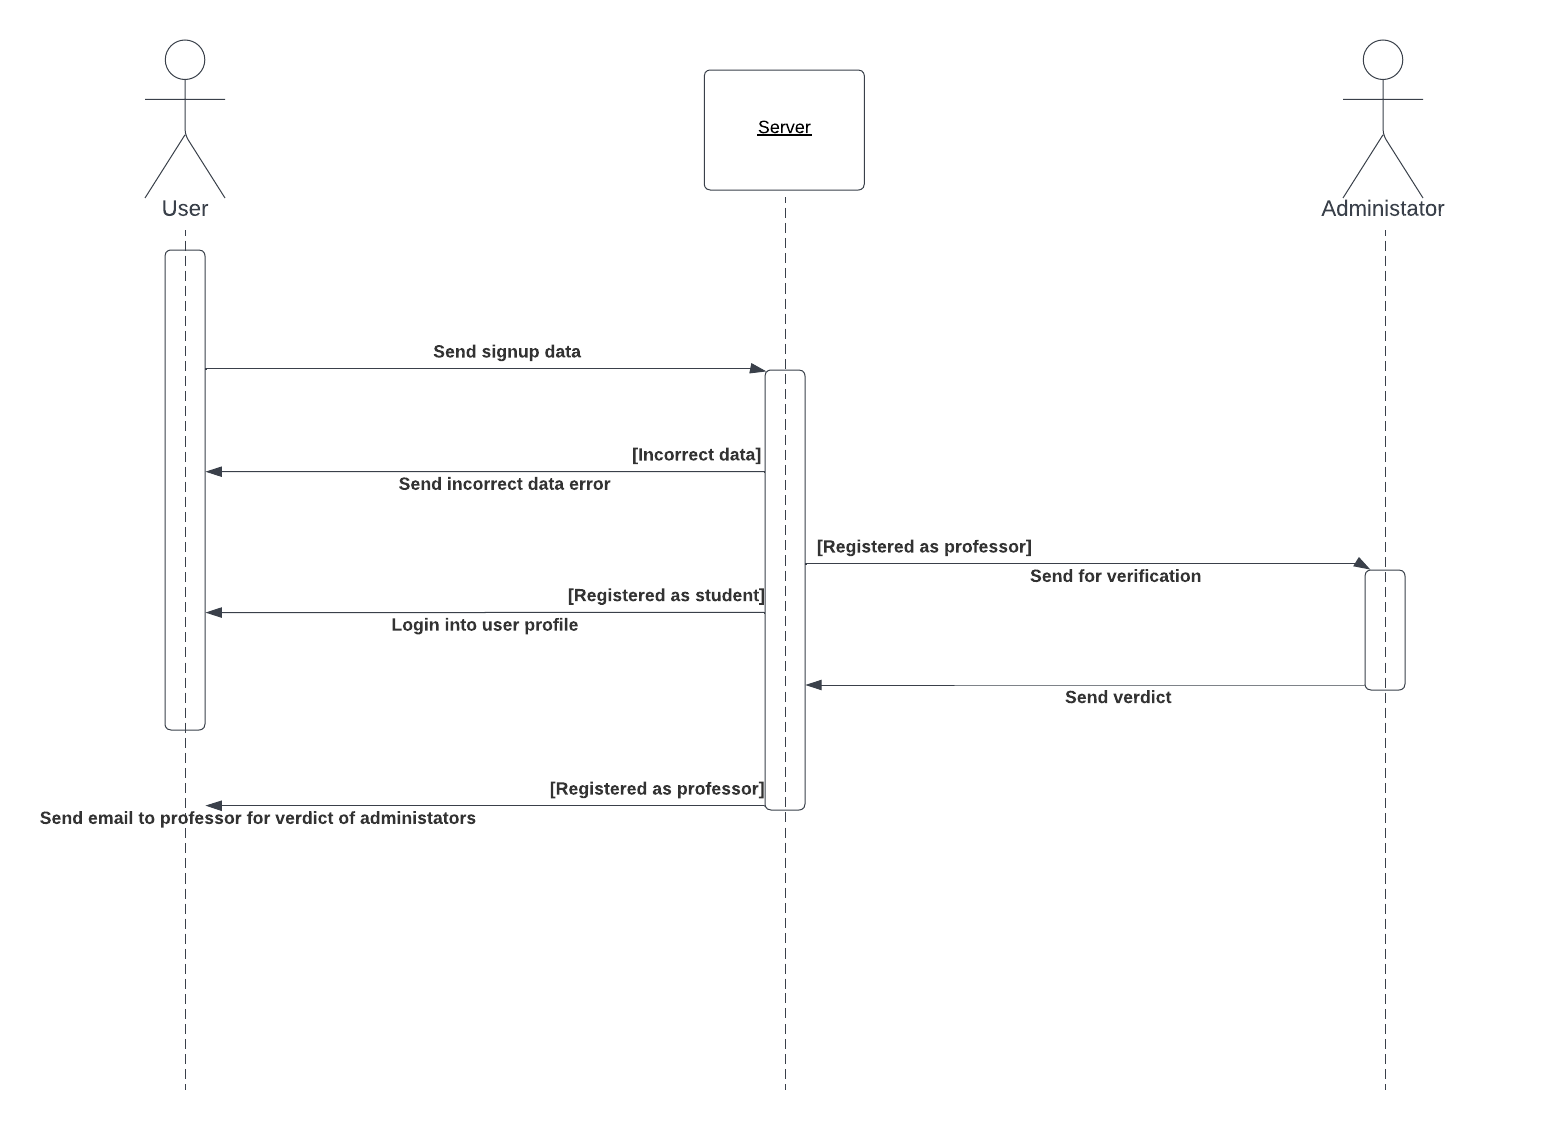 User
Server
Administator
Send signup data
[Incorrect data]
Send incorrect data error
[Registered as professor]
Send for verification
[Registered as student]
Login into user profile
Send verdict
[Registered as professor]
Send email to professor for verdict of administators